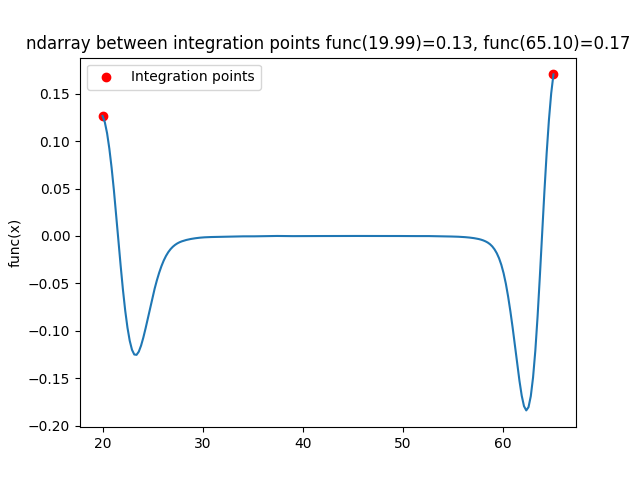 ndarray between integration points func(19.99)=0.13, func(65.10)=0.17
Integration points
func(x)
0.15
0.10
0.05
0.00
−0.05
−0.10
−0.15
−0.20
20 30 40 50 60